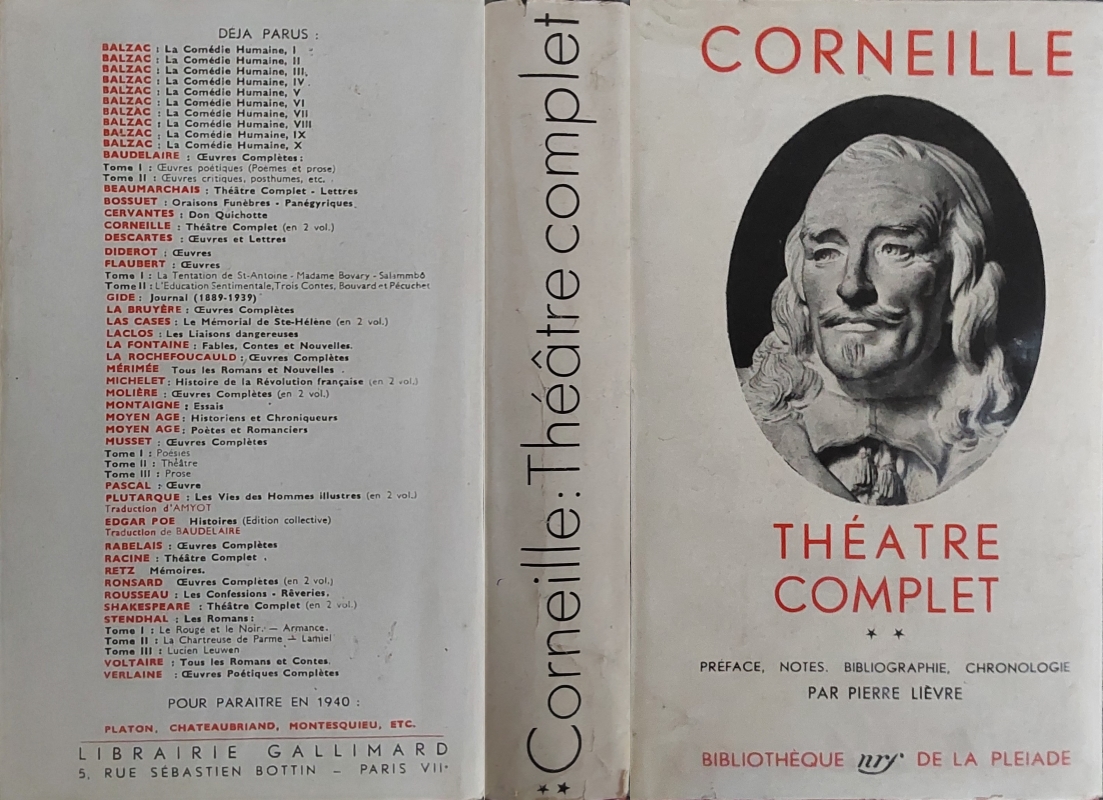 DEJA PARUS :
BALZAC : La Comédie Humaine, I
BALZAC : La Comédie Humaine, II
BALZAC : La Comédie Humaine, III,
BALZAC : La Comédie Humaine, IV
BALZAC : La Comédie Humaine, V
BALZAC : La Comédie Humaine, VI
BALZAC : La Comédie Humaine, VII
BALZAC : La Comédie Humaine, VIII
BALZAC : La Comédie Humaine, IX
BALZAC : La Comédie Humaine, X
BAUDELAIRE : Œuvres Complètes :
Tome I : Œuvres poétiques (Poèmes et prose)
Tome II : Œuvres critiques, posthumes, etc.
BEAUMARCHAIS : Théâtre Complet - Lettres
BOSSUET : Oraisons Funèbres - Panégyriques
CERVANTES : Don Quichotte
CORNEILLE : Théâtre Complet (en 2 vol.)
DESCARTES : Œuvres et Lettres
DIDEROT : Œuvres
FLAUBERT : Œuvres
Tome I : La Tentation de St-Antoine - Madame Bovary - Salammbô
Tome II : L'Education Sentimentale, Trois Contes, Bouvard et Pécuchet
GIDE : Journal (1889-1939)
LA BRUYÈRE : Œuvres Complètes
LAS CASES : Le Mémorial de Ste-Hélène (en 2 vol.)
LACLOS : Les Liaisons dangereuses
LA FONTAINE : Fables, Contes et Nouvelles.
LA ROCHEFOUCAULD : Œuvres Complètes
MÉRIMÉE Tous les Romans et Nouvelles .
MICHELET : Histoire de la Révolution française (en 2 vol.)
MOLIÈRE : Œuvres Complètes (en 2 vol.)
MONTAIGNE : Essais
MOYEN AGE : Historiens et Chroniqueurs
MOYEN AGE : Poètes et Romanciers
MUSSET : Œuvres Complètes
Tome I : Poésies
Tome II : Théâtre
Tome III : Prose
PASCAL : Œuvre
PLUTARQUE : Les Vies des Hommes illustres (en 2 vol.)
Traduction d'AMYOT
EDGAR POE Histoires (Edition collective)
Traduction de BAUDELAIRE
RABELAIS : Œuvres Complètes
RACINE : Théâtre Complet .
RETZ Mémoires.
RONSARD Œuvres Complètes (en 2 vol.)
ROUSSEAU : Les Confessions - Rêveries.
SHAKESPEARE : Théâtre Complet (en 2 vol.)
STENDHAL : Les Romans :
Tome I : Le Rouge et le Noir. — Armance.
Tome II : La Chartreuse de Parme — Lamiel
Tome III : Lucien Leuwen
VOLTAIRE : Tous les Romans et Contes.
VERLAINE : Œuvres Poétiques Complètes
POUR PARAITRE EN 1940 :
PLATON, CHATEAUBRIAND, MONTESQUIEU, ETC.
LIBRAIRIE GALLIMARD
5, RUE SÉBASTIEN BOTTIN — PARIS VIIe
** Corneille : Théâtre complet
CORNEILLE
THÉATRE
COMPLET
* *
PRÉFACE, NOTES. BIBLIOGRAPHIE, CHRONOLOGIE
PAR PIERRE LIÈVRE
BIBLIOTHÈQUE nrf DE LA PLEIADE